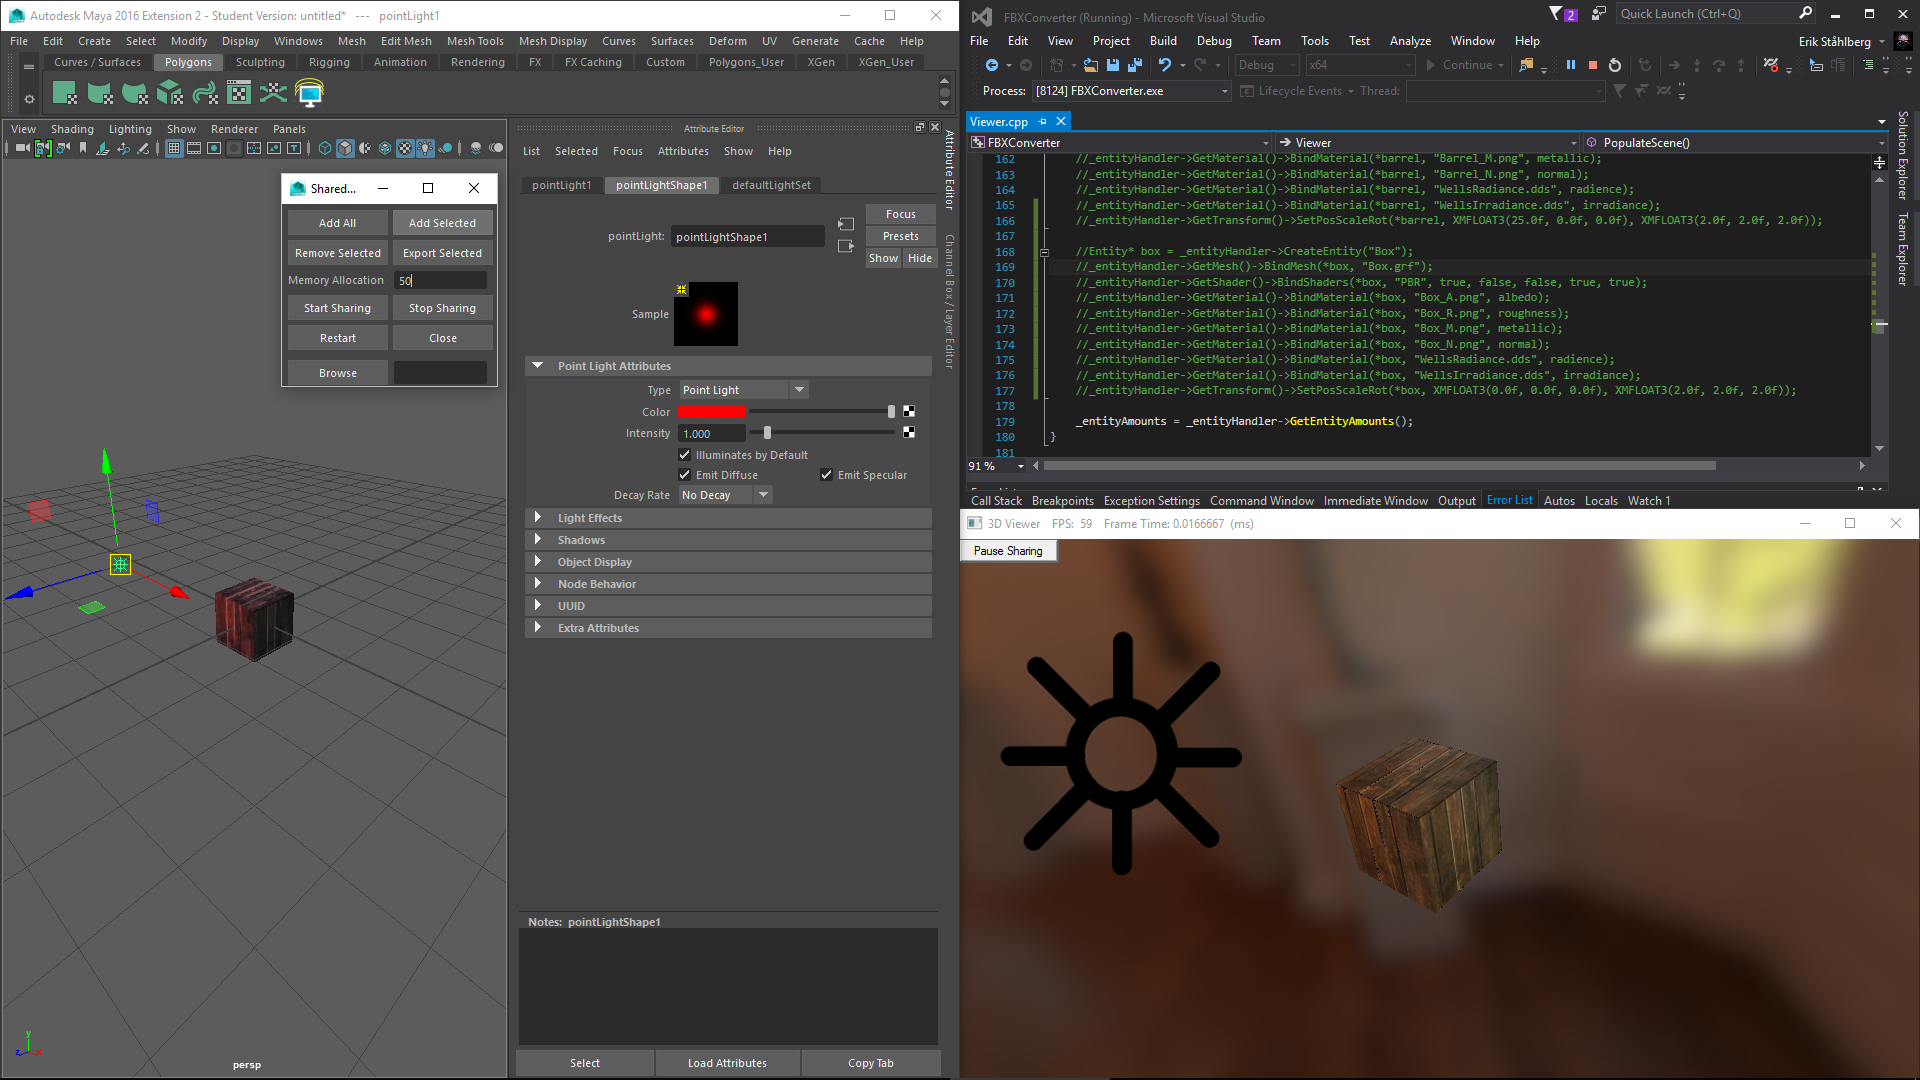 Autodesk Maya 2016 Extension 2 - Student Version: untitled* --- pointLight1
File Edit Create Select Modify Display Windows Mesh Edit Mesh Mesh Tools Mesh Display Curves Surfaces Deform UV Generate Cache Help
Curves / Surfaces Polygons Sculpting Rigging Animation Rendering FX FX Caching Custom Polygons_User XGen XGen_User
View Shading Lighting Show Renderer Panels
Shared...
Add All Add Selected
Remove Selected Export Selected
Memory Allocation 50
Start Sharing Stop Sharing
Restart Close
Browse
y
z x
persp
Attribute Editor
List Selected Focus Attributes Show Help
pointLight1 pointLightShape1 defaultLightSet
pointLight: pointLightShape1
Focus
Presets
Show Hide
Sample
Point Light Attributes
Type Point Light
Color
Intensity 1.000
Illuminates by Default
Emit Diffuse Emit Specular
Decay Rate No Decay
Light Effects
Shadows
Object Display
Node Behavior
UUID
Extra Attributes
Notes: pointLightShape1
Select Load Attributes Copy Tab
Attribute Editor
Channel Box / Layer Editor
FBXConverter (Running) - Microsoft Visual Studio
2
Quick Launch (Ctrl+Q)
File Edit View Project Build Debug Team Tools Test Analyze Window Help
Erik Ståhlberg
Debug x64 Continue
Process: [8124] FBXConverter.exe Lifecycle Events Thread:
Viewer.cpp
FBXConverter Viewer PopulateScene()
162 //_entityHandler->GetMaterial()->BindMaterial(*barrel, "Barrel_M.png", metallic);
163 //_entityHandler->GetMaterial()->BindMaterial(*barrel, "Barrel_N.png", normal);
164 //_entityHandler->GetMaterial()->BindMaterial(*barrel, "WellsRadiance.dds", radience);
165 //_entityHandler->GetMaterial()->BindMaterial(*barrel, "WellsIrradiance.dds", irradiance);
166 //_entityHandler->GetTransform()->SetPosScaleRot(*barrel, XMFLOAT3(25.0f, 0.0f, 0.0f), XMFLOAT3(2.0f, 2.0f, 2.0f));
167
168 //Entity* box = _entityHandler->CreateEntity("Box");
169 //_entityHandler->GetMesh()->BindMesh(*box, "Box.grf");
170 //_entityHandler->GetShader()->BindShaders(*box, "PBR", true, false, false, true, true);
171 //_entityHandler->GetMaterial()->BindMaterial(*box, "Box_A.png", albedo);
172 //_entityHandler->GetMaterial()->BindMaterial(*box, "Box_R.png", roughness);
173 //_entityHandler->GetMaterial()->BindMaterial(*box, "Box_M.png", metallic);
174 //_entityHandler->GetMaterial()->BindMaterial(*box, "Box_N.png", normal);
175 //_entityHandler->GetMaterial()->BindMaterial(*box, "WellsRadiance.dds", radience);
176 //_entityHandler->GetMaterial()->BindMaterial(*box, "WellsIrradiance.dds", irradiance);
177 //_entityHandler->GetTransform()->SetPosScaleRot(*box, XMFLOAT3(0.0f, 0.0f, 0.0f), XMFLOAT3(2.0f, 2.0f, 2.0f));
178
179 _entityAmounts = _entityHandler->GetEntityAmounts();
180 }
181
91 %
Call Stack Breakpoints Exception Settings Command Window Immediate Window Output Error List Autos Locals Watch 1
Solution Explorer
Team Explorer
3D Viewer FPS: 59 Frame Time: 0.0166667 (ms)
Pause Sharing